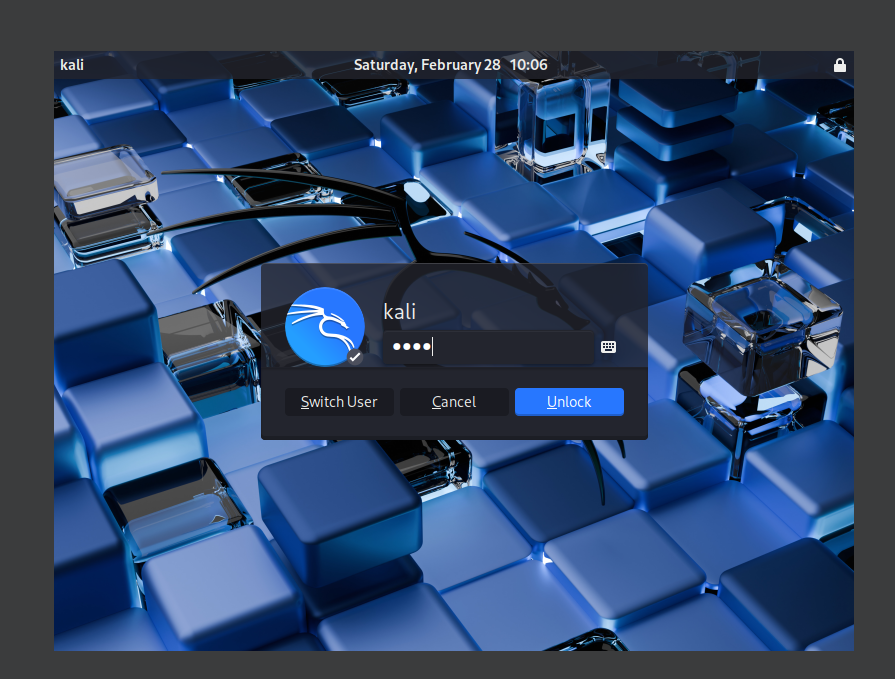 kali
Saturday, February 28 10:06
kali
••••
Switch User
Cancel
Unlock